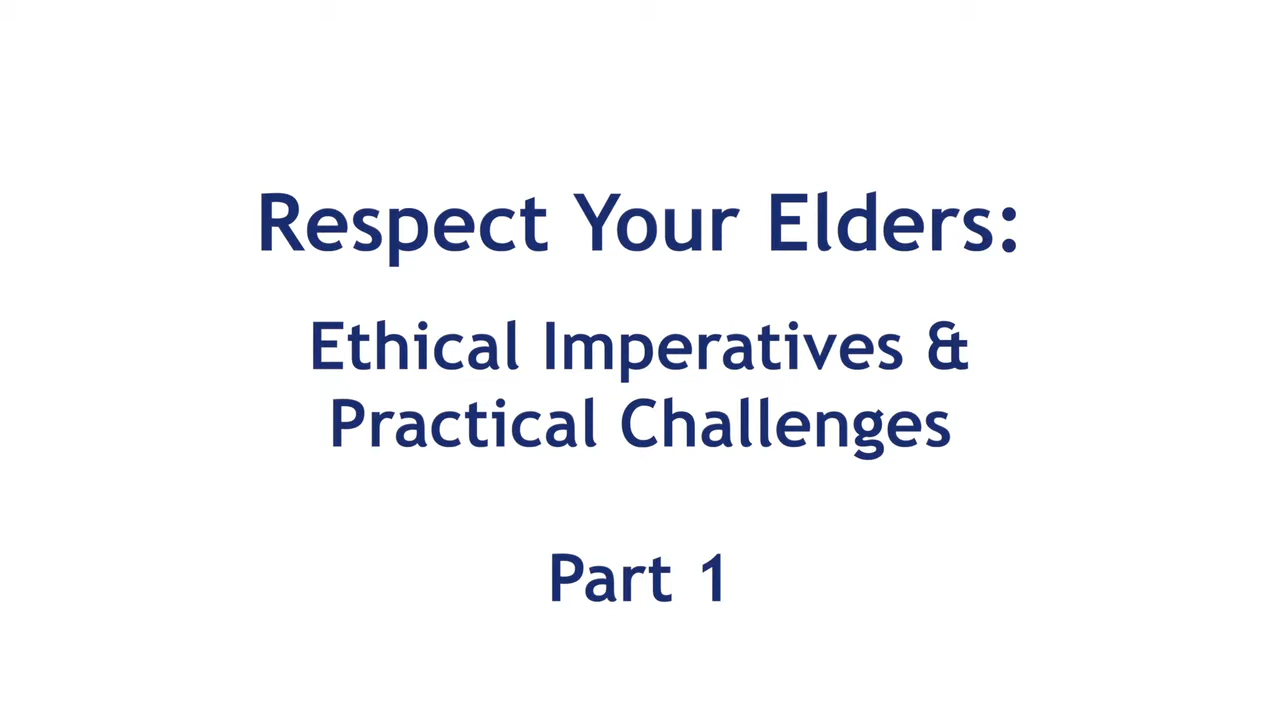 Respect Your Elders:
Ethical Imperatives &
Practical Challenges
Part 1